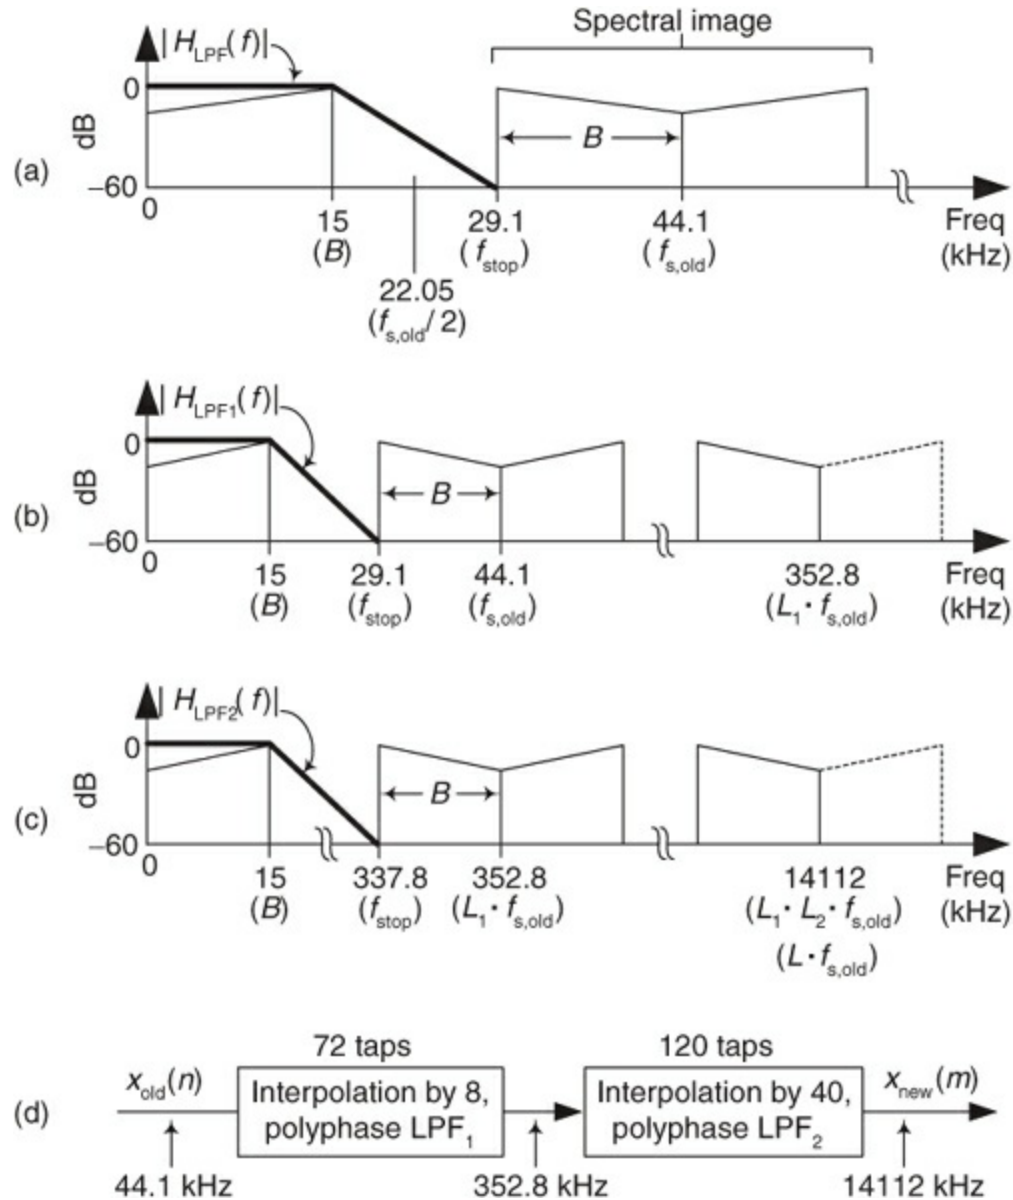 Spectral image
|H_LPF(f)|
0
dB
B
(a)
–60
0
15
(B)
29.1
(f_stop)
44.1
(f_s,old)
Freq
(kHz)
22.05
(f_s,old/ 2)
|H_LPF1(f)|
0
dB
B
(b)
–60
0
15
(B)
29.1
(f_stop)
44.1
(f_s,old)
352.8
(L_1 · f_s,old)
Freq
(kHz)
|H_LPF2(f)|
0
dB
B
(c)
–60
0
15
(B)
337.8
(f_stop)
352.8
(L_1 · f_s,old)
14112
(L_1 · L_2 · f_s,old)
(L · f_s,old)
Freq
(kHz)
72 taps
120 taps
(d)
x_old(n)
Interpolation by 8,
polyphase LPF_1
Interpolation by 40,
polyphase LPF_2
x_new(m)
44.1 kHz
352.8 kHz
14112 kHz